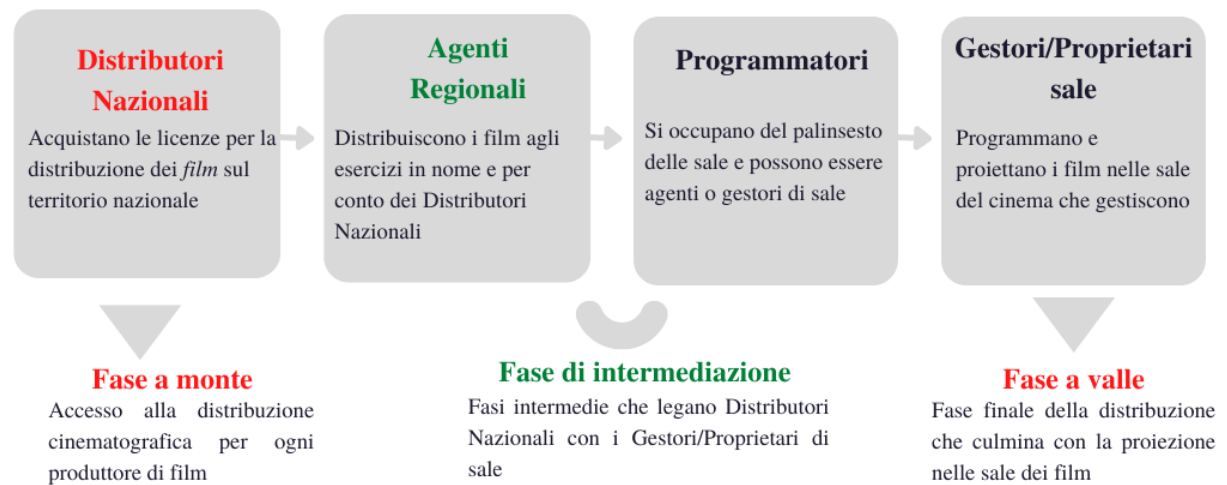 Distributori
Nazionali
Acquistano le licenze per la
distribuzione dei film sul
territorio nazionale
Agenti
Regionali
Distribuiscono i film agli
esercizi in nome e per
conto dei Distributori
Nazionali
Programmatori
Si occupano del palinsesto
delle sale e possono essere
agenti o gestori di sale
Gestori/Proprietari
sale
Programmano e
proiettano i film nelle sale
del cinema che gestiscono
Fase a monte
Accesso alla distribuzione
cinematografica per ogni
produttore di film
Fase di intermediazione
Fasi intermedie che legano Distributori
Nazionali con i Gestori/Proprietari di
sale
Fase a valle
Fase finale della distribuzione
che culmina con la proiezione
nelle sale dei film